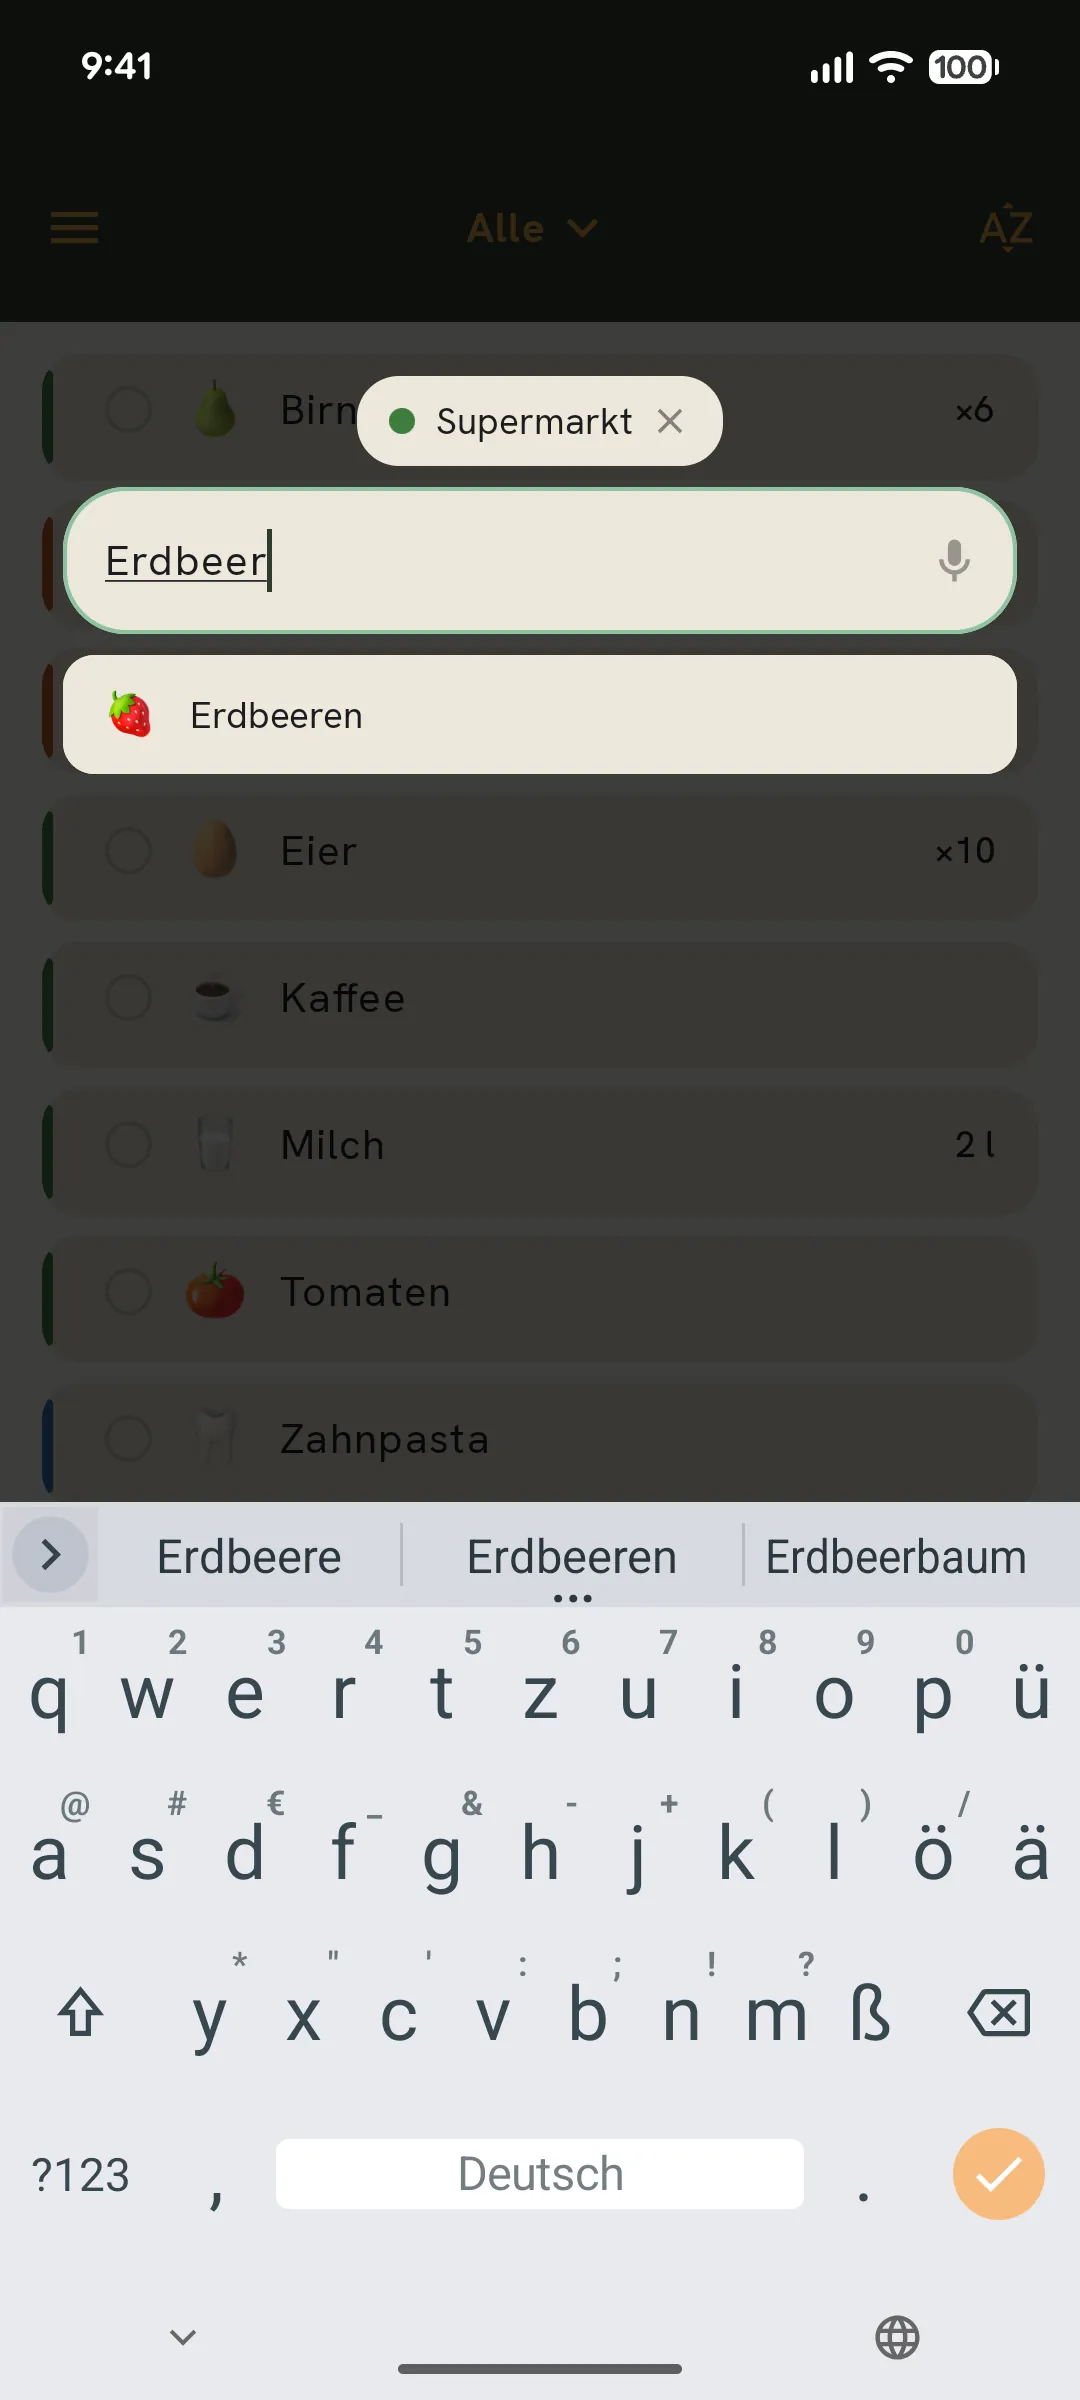 9:41
100
Alle
AZ
Birn
×6
Supermarkt
Erdbeer
Erdbeeren
Eier
×10
Kaffee
Milch
2 l
Tomaten
Zahnpasta
Erdbeere Erdbeeren Erdbeerbaum
1 2 3 4 5 6 7 8 9 0
q w e r t z u i o p ü
@ # € _ & - + ( ) /
a s d f g h j k l ö ä
* " ' : ; ! ?
y x c v b n m ß
?123 , Deutsch .